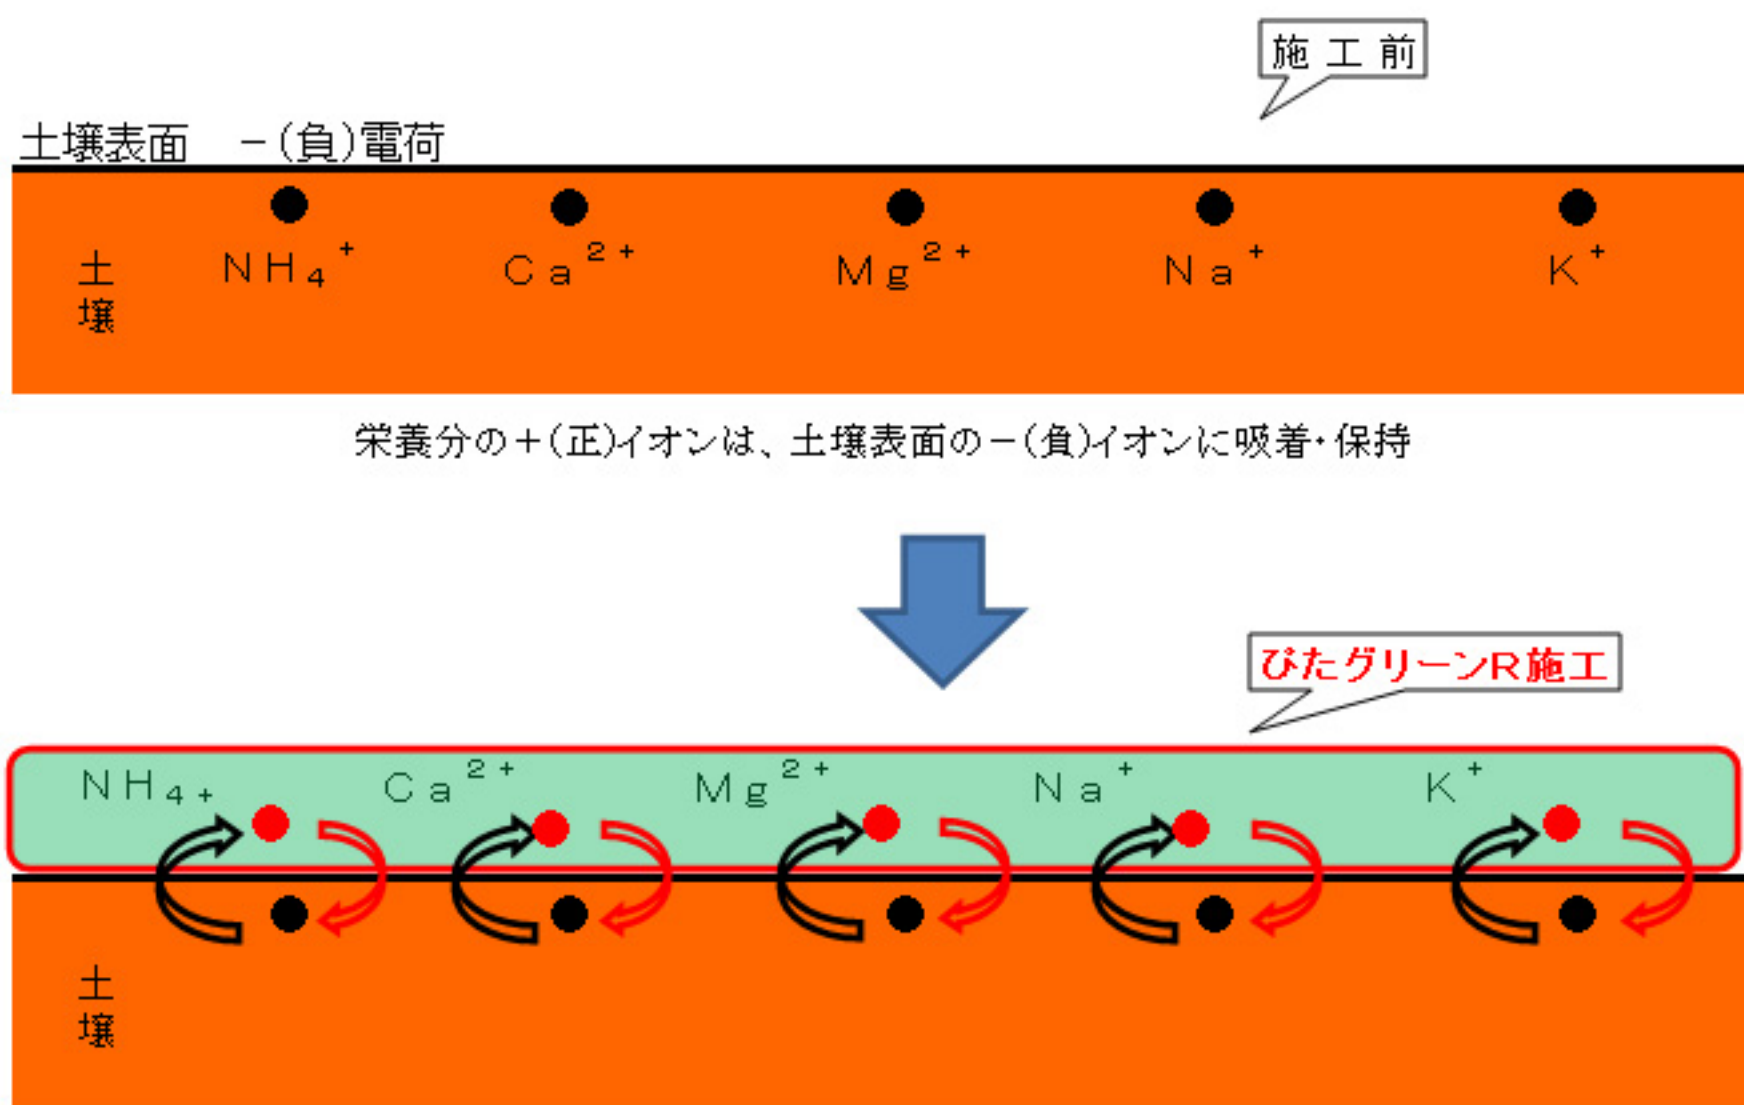 施工前
土壌表面　－(負)電荷
NH₄⁺ Ca²⁺ Mg²⁺ Na⁺ K⁺
土
壌
栄養分の＋(正)イオンは、土壌表面の－(負)イオンに吸着・保持
ぴたグリーンR施工
NH₄₊ Ca²⁺ Mg²⁺ Na⁺ K⁺
土
壌